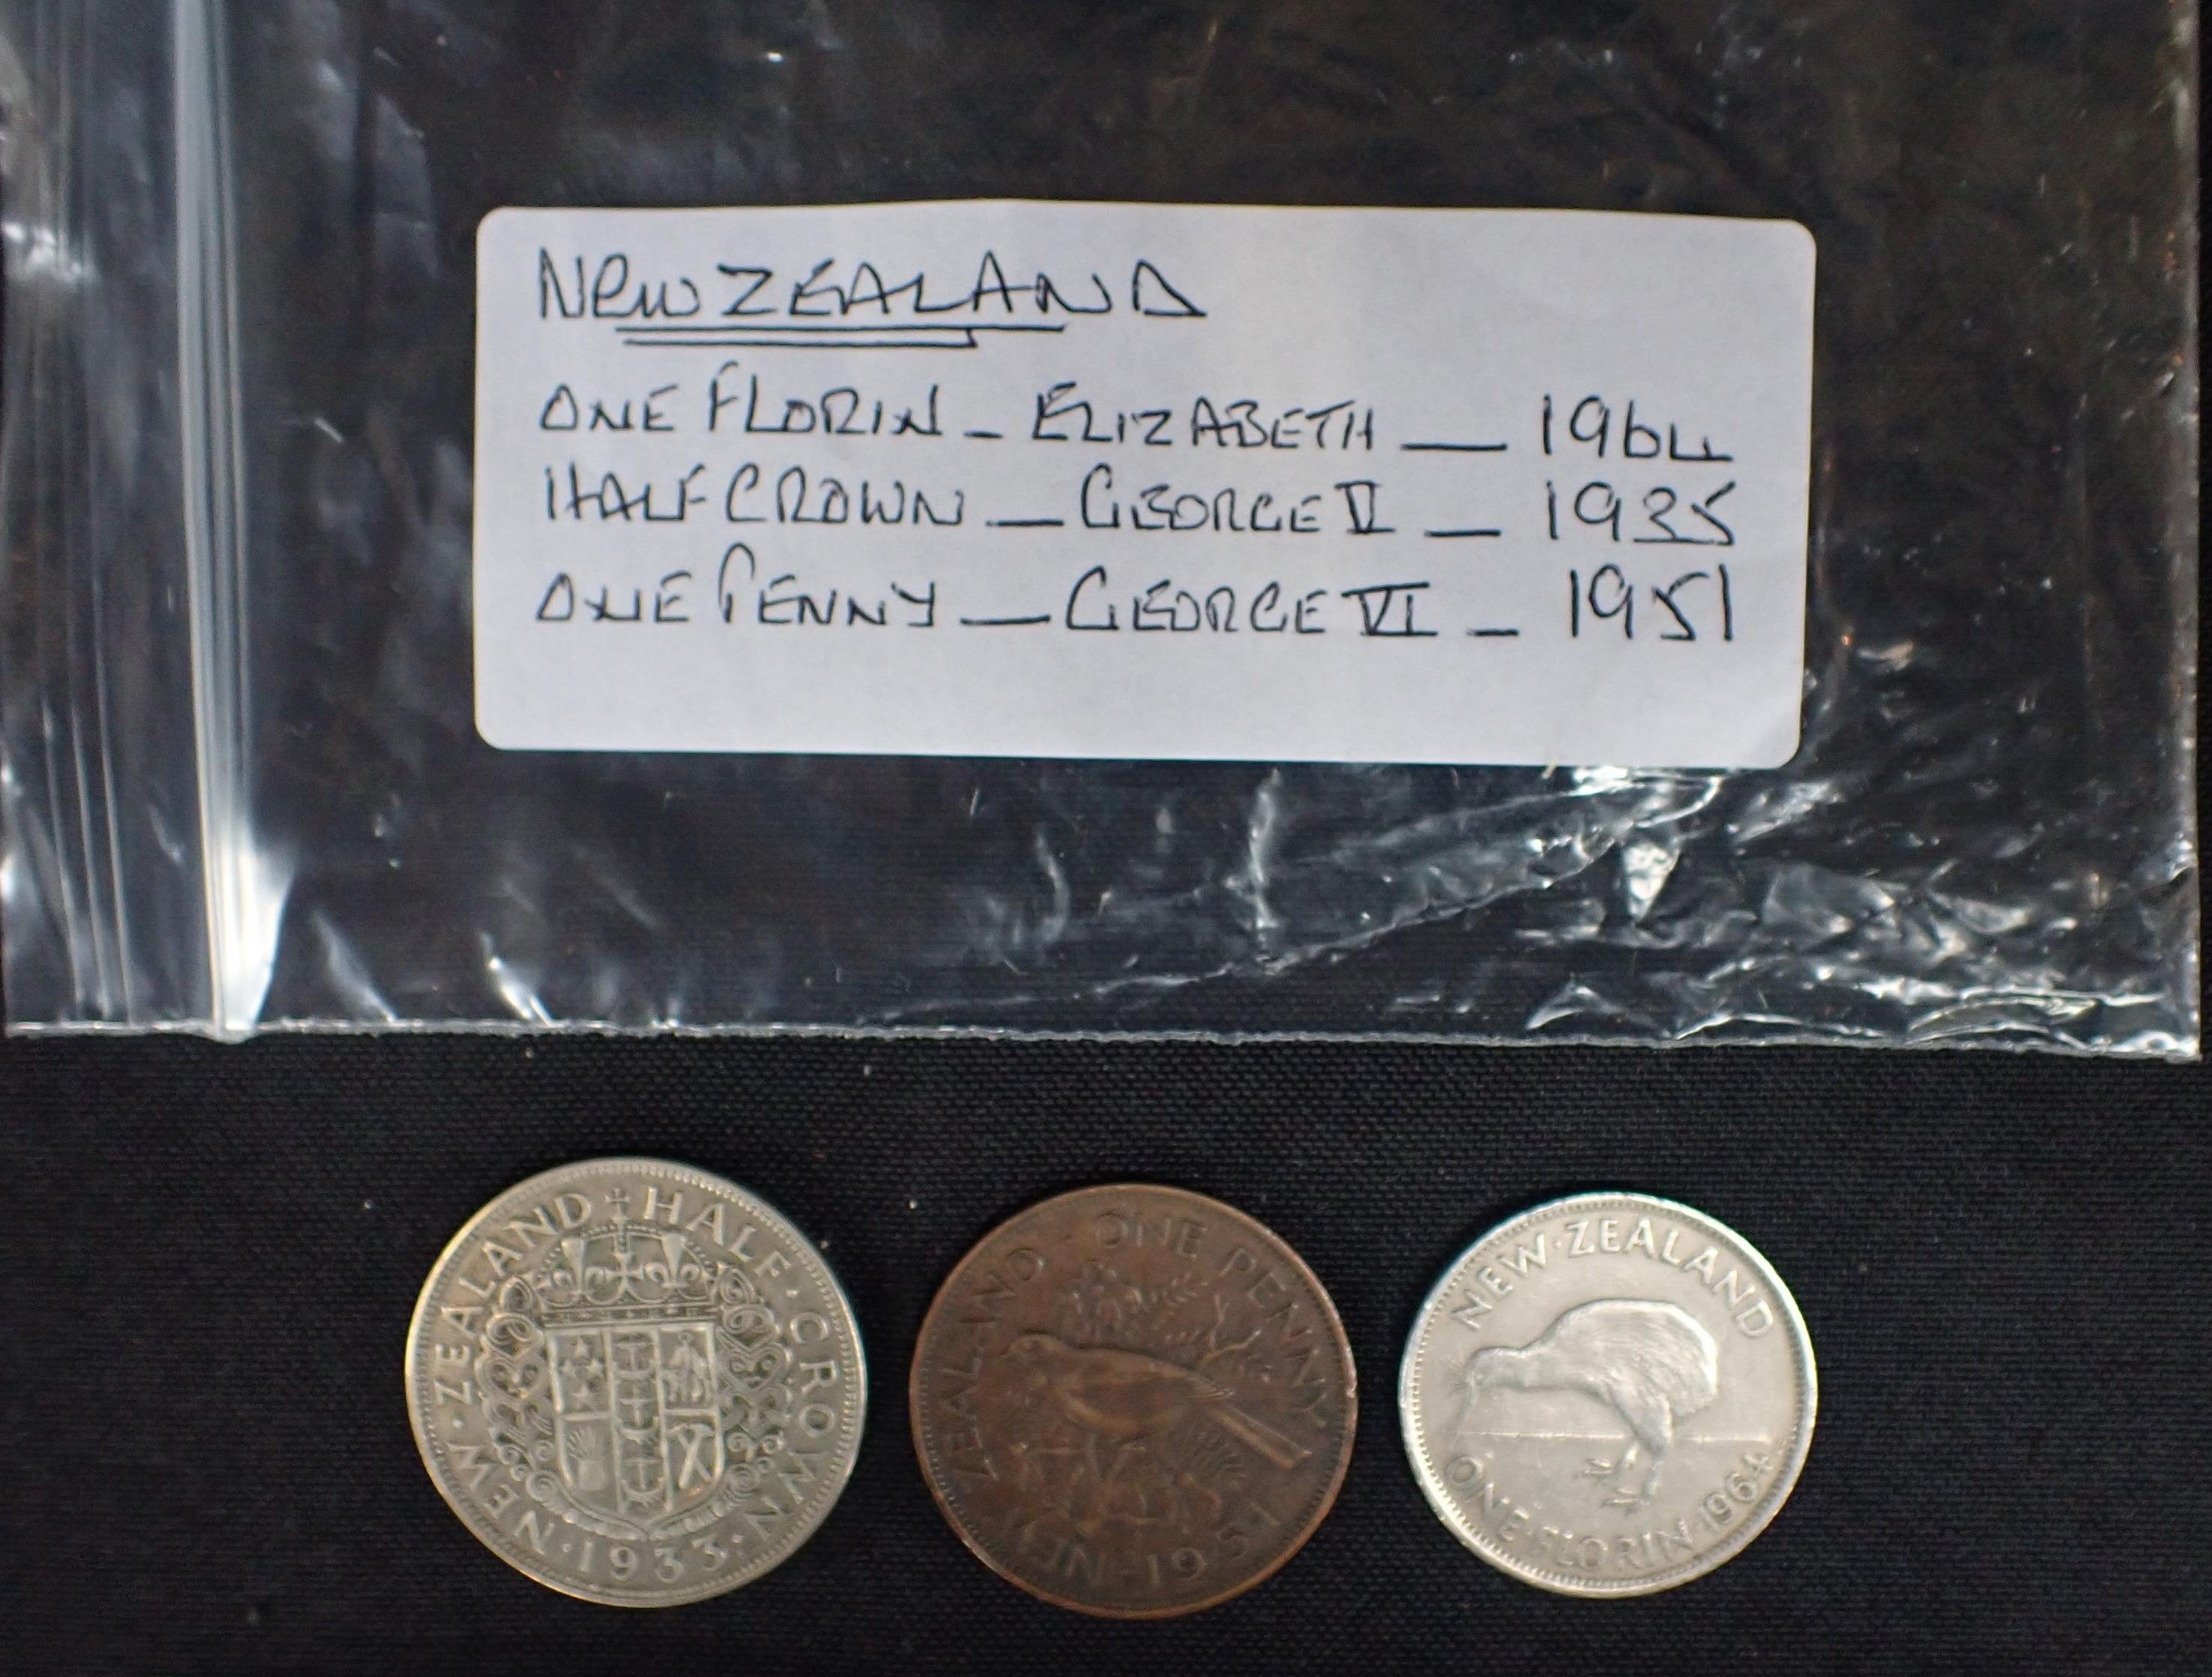 New ZEALAND
ONE FLORIN - ELIZABETH — 1964
HALF CROWN — GEORGE V — 1935
ONE PENNY — GEORGE VI - 1951
NEW · ZEALAND HALF · CROWN · 1933 ·
NEW ZEALAND · ONE PENNY - 1951
NEW · ZEALAND
ONE · FLORIN · 1964